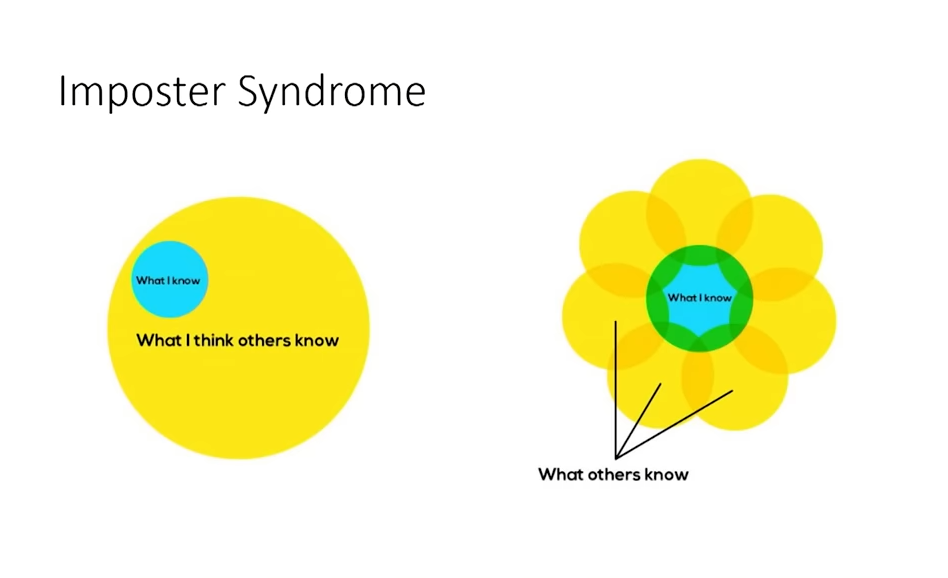 Imposter Syndrome
What I know
What I think others know
What I know
What others know